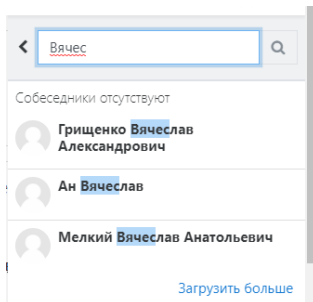 Вячес
Собеседники отсутствуют
Грищенко Вячеслав
Александрович
Ан Вячеслав
Мелкий Вячеслав Анатольевич
Загрузить больше